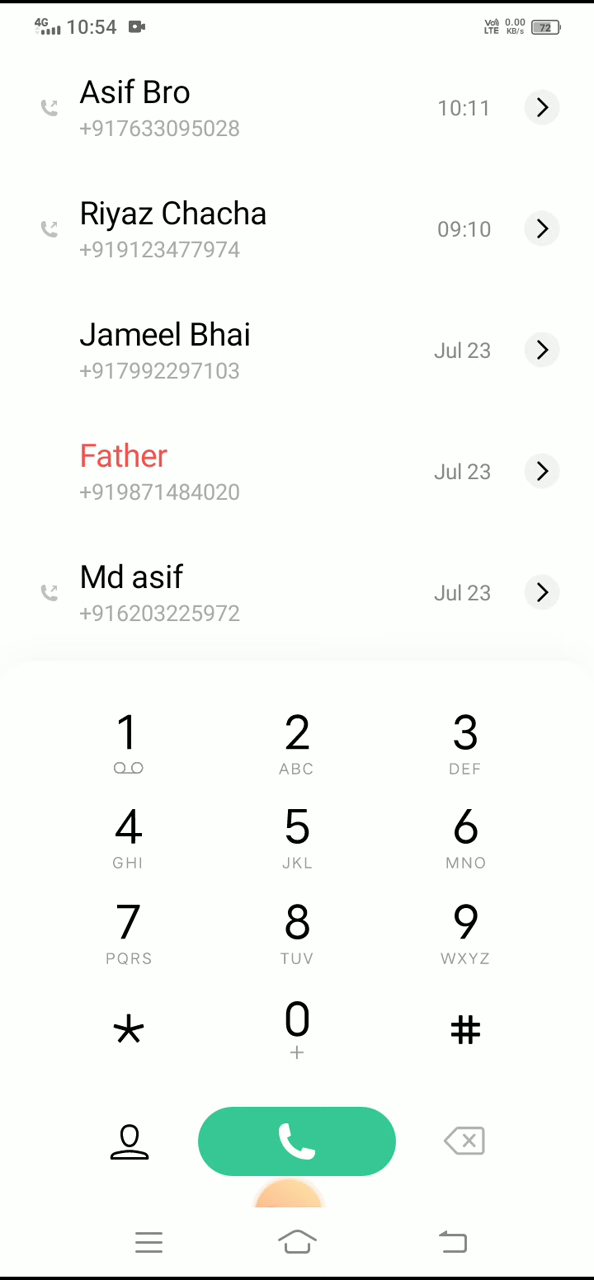 4G 10:54 VoLTE 0.00 KB/s 72
Asif Bro
+917633095028
10:11
Riyaz Chacha
+919123477974
09:10
Jameel Bhai
+917992297103
Jul 23
Father
+919871484020
Jul 23
Md asif
+916203225972
Jul 23
1 2 3
ABC DEF
4 5 6
GHI JKL MNO
7 8 9
PQRS TUV WXYZ
* 0 #
+